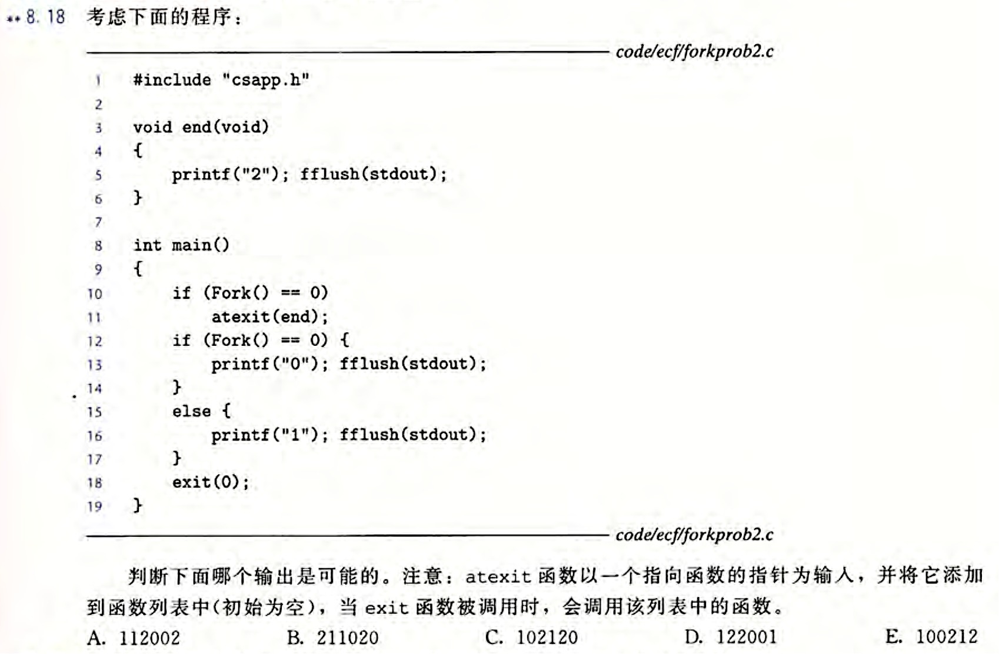 ** 8.18 考虑下面的程序：
code/ecf/forkprob2.c
1 #include "csapp.h"
2
3 void end(void)
4 {
5 printf("2"); fflush(stdout);
6 }
7
8 int main()
9 {
10 if (Fork() == 0)
11 atexit(end);
12 if (Fork() == 0) {
13 printf("0"); fflush(stdout);
14 }
15 else {
16 printf("1"); fflush(stdout);
17 }
18 exit(0);
19 }
code/ecf/forkprob2.c
判断下面哪个输出是可能的。注意：atexit 函数以一个指向函数的指针为输入，并将它添加
到函数列表中(初始为空)，当 exit 函数被调用时，会调用该列表中的函数。
A. 112002 B. 211020 C. 102120 D. 122001 E. 100212